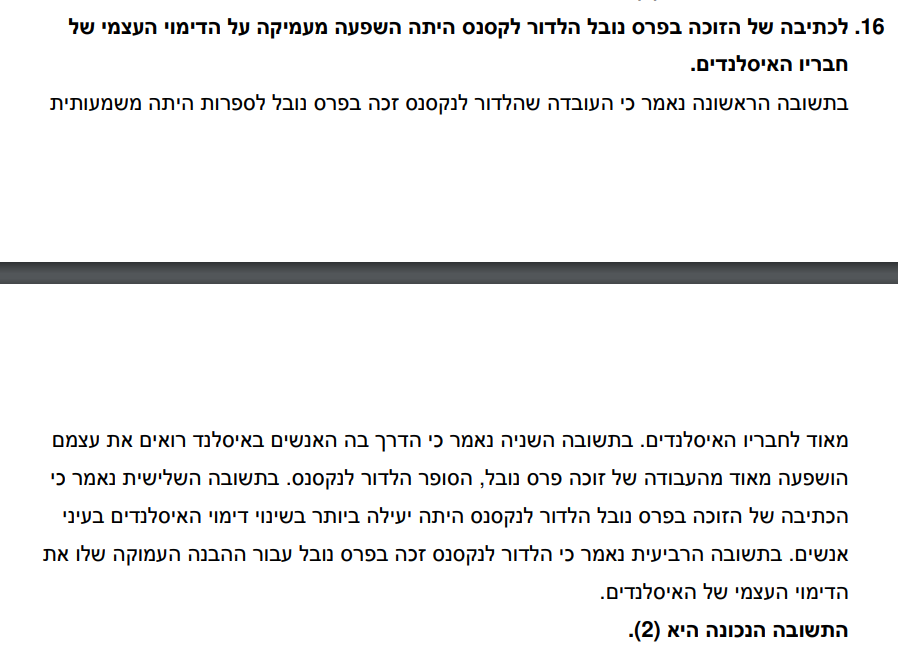 16. לכתיבה של הזוכה בפרס נובל הלדור לקסנס היתה השפעה מעמיקה על הדימוי העצמי של
חבריו האיסלנדים.
בתשובה הראשונה נאמר כי העובדה שהלדור לנקסנס זכה בפרס נובל לספרות היתה משמעותית
מאוד לחבריו האיסלנדים. בתשובה השניה נאמר כי הדרך בה האנשים באיסלנד רואים את עצמם
הושפעה מאוד מהעבודה של זוכה פרס נובל, הסופר הלדור לנקסנס. בתשובה השלישית נאמר כי
הכתיבה של הזוכה בפרס נובל הלדור לנקסנס היתה יעילה ביותר בשינוי דימוי האיסלנדים בעיני
אנשים. בתשובה הרביעית נאמר כי הלדור לנקסנס זכה בפרס נובל עבור ההבנה העמוקה שלו את
הדימוי העצמי של האיסלנדים.
התשובה הנכונה היא (2).